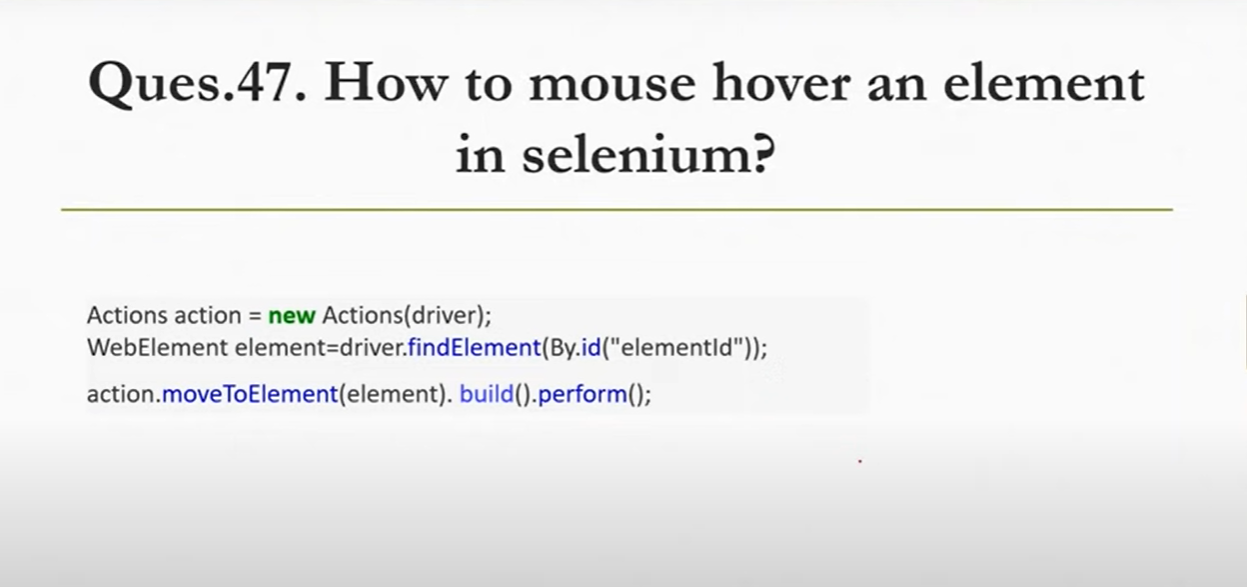 Ques.47. How to mouse hover an element
in selenium?
Actions action = new Actions(driver);
WebElement element=driver.findElement(By.id("elementId"));
action.moveToElement(element). build().perform();